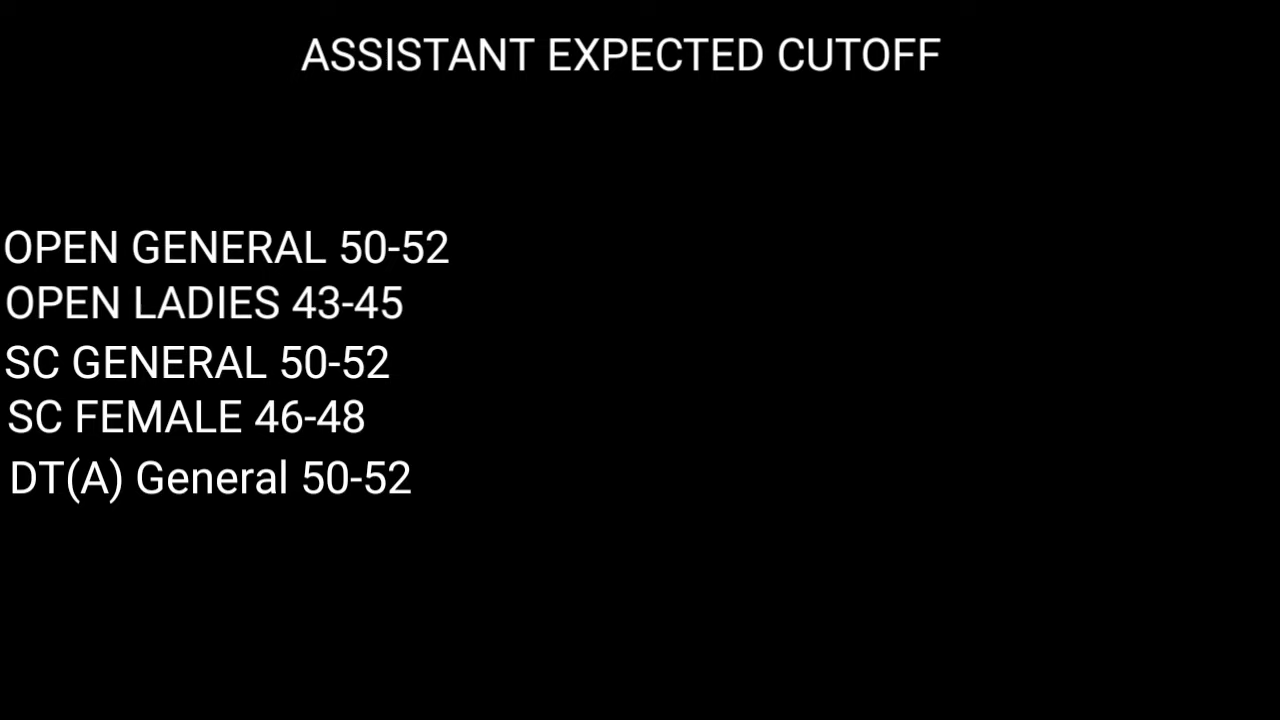 ASSISTANT EXPECTED CUTOFF
OPEN GENERAL 50-52
OPEN LADIES 43-45
SC GENERAL 50-52
SC FEMALE 46-48
DT(A) General 50-52